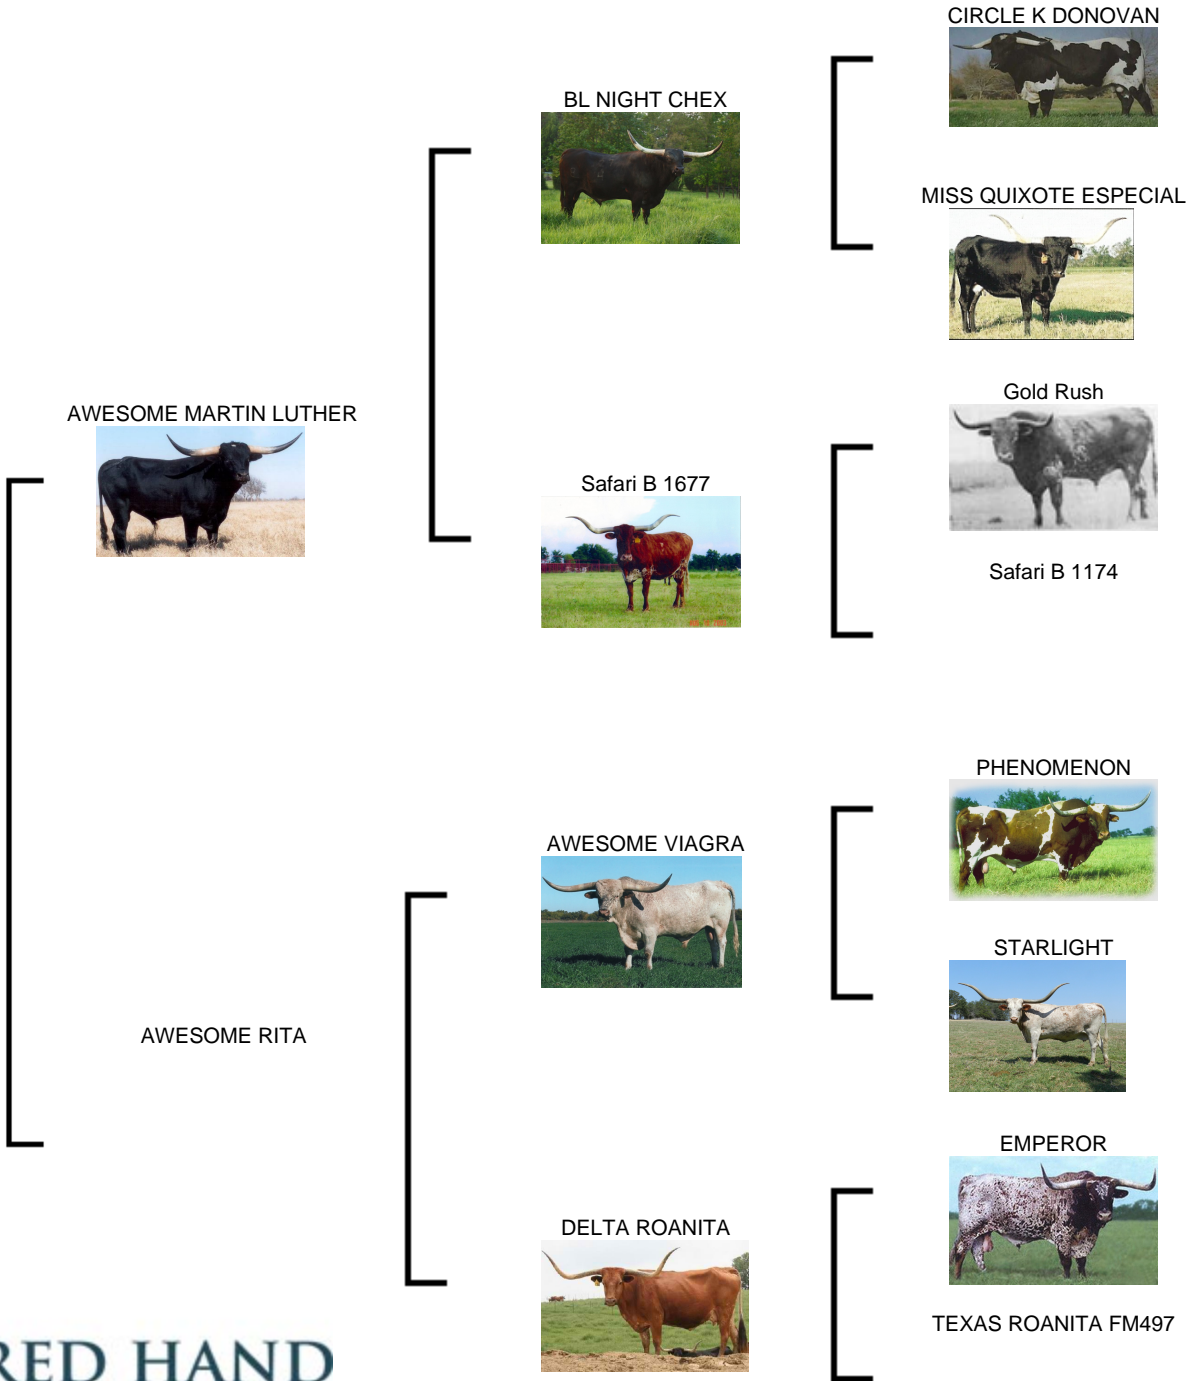 CIRCLE K DONOVAN
BL NIGHT CHEX
MISS QUIXOTE ESPECIAL
Gold Rush
AWESOME MARTIN LUTHER
Safari B 1677
Safari B 1174
PHENOMENON
AWESOME VIAGRA
STARLIGHT
AWESOME RITA
EMPEROR
DELTA ROANITA
TEXAS ROANITA FM497
RED HAND